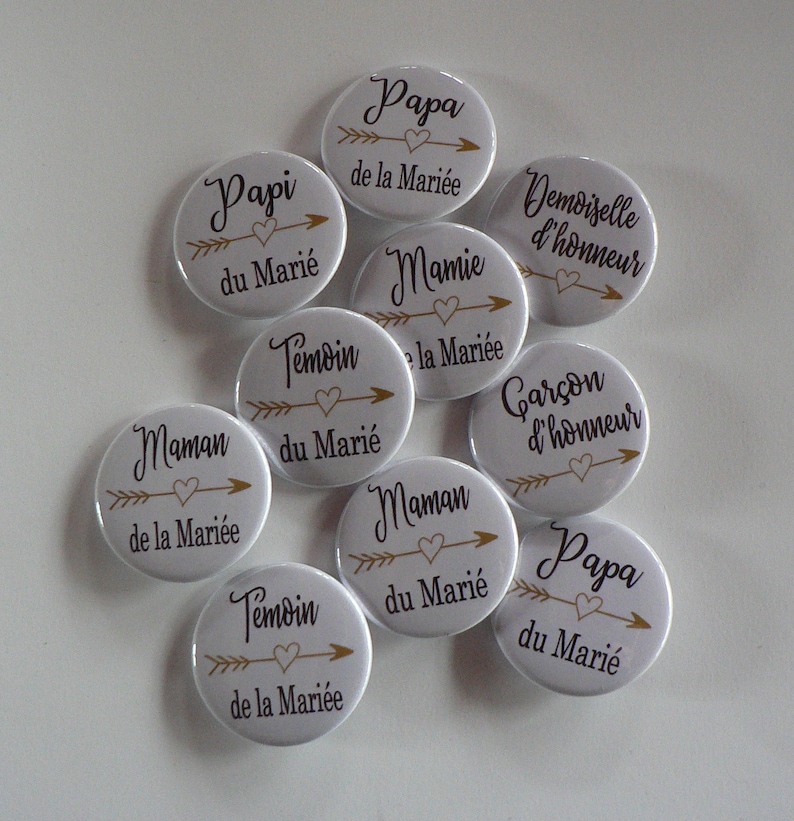 Papa
de la Mariée
Papi
du Marié
Demoiselle
d'honneur
Mamie
e la Mariée
Témoin
du Marié
Garçon
d'honneur
Maman
de la Mariée
Maman
du Marié
Papa
du Marié
Témoin
de la Mariée